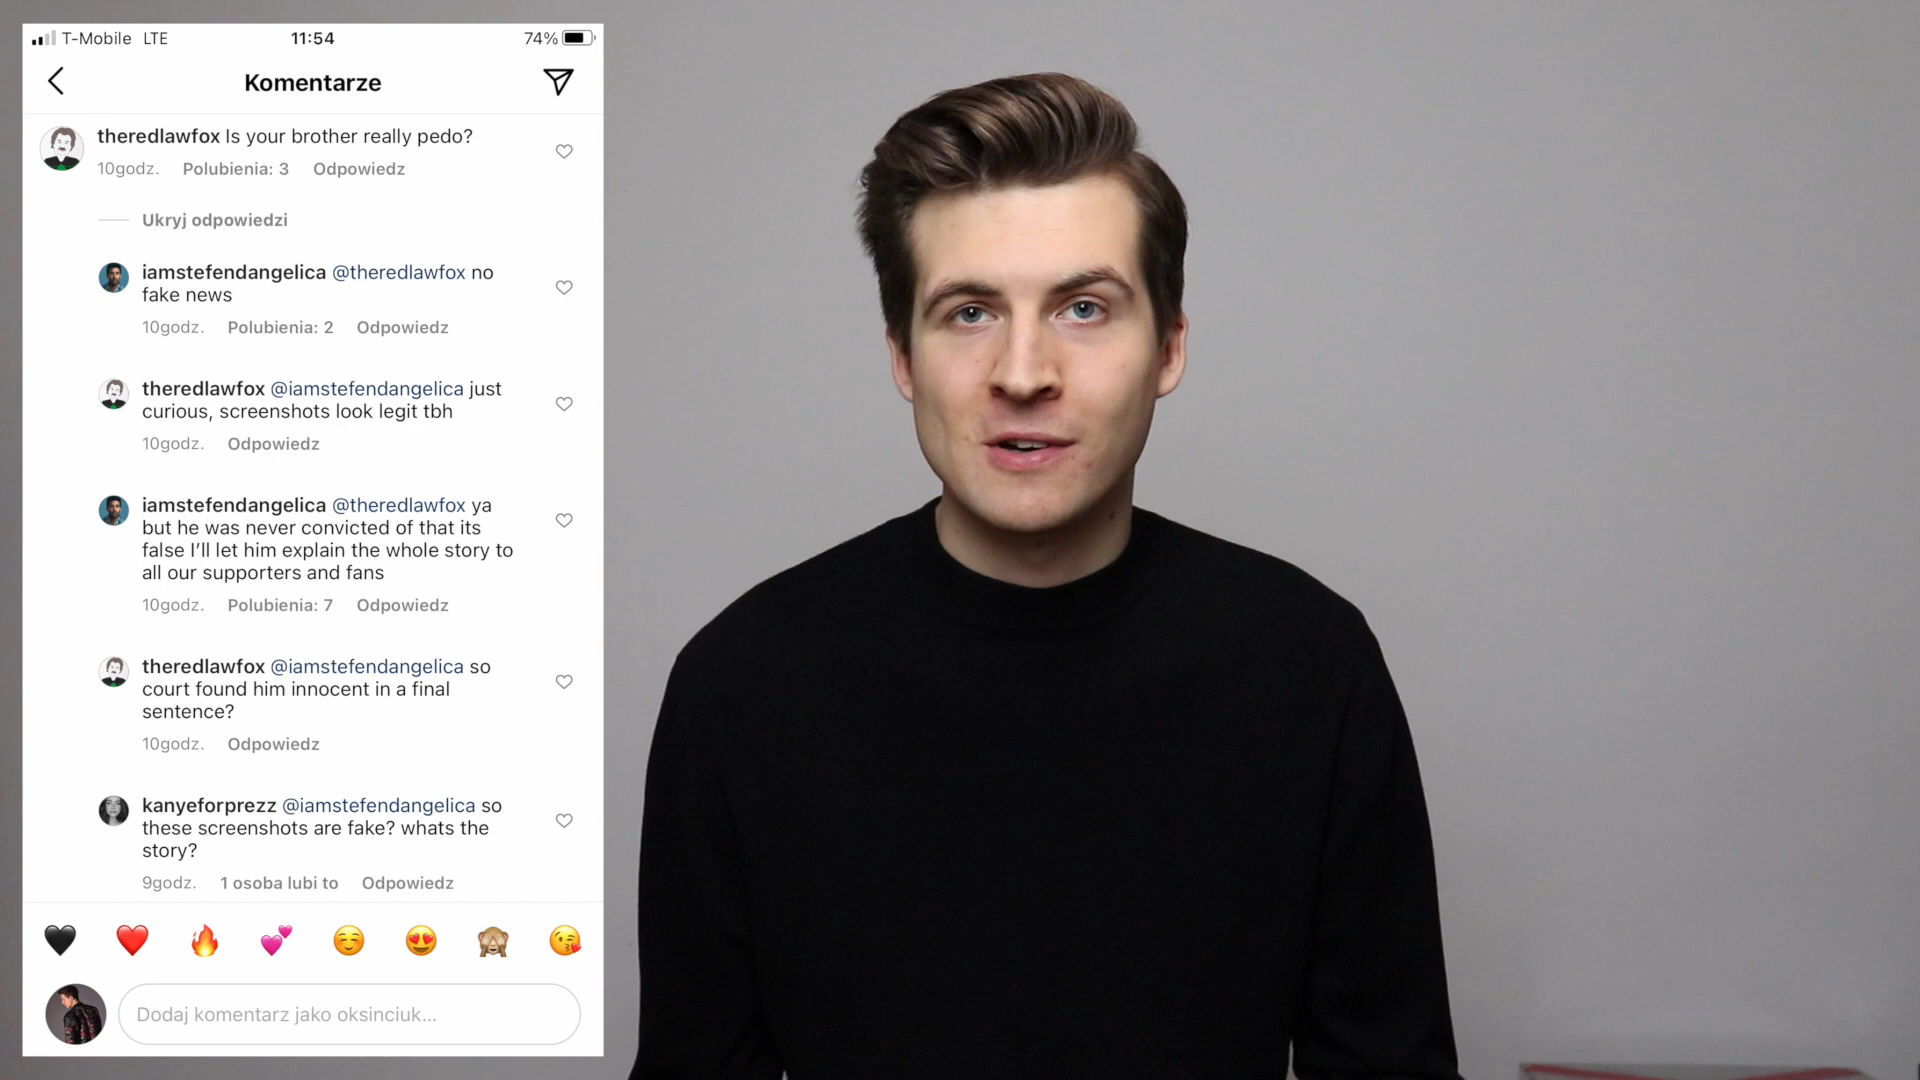 T-Mobile LTE 11:54 74%
Komentarze
theredlawfox Is your brother really pedo?
10godz. Polubienia: 3 Odpowiedz
Ukryj odpowiedzi
iamstefendangelica @theredlawfox no
fake news
10godz. Polubienia: 2 Odpowiedz
theredlawfox @iamstefendangelica just
curious, screenshots look legit tbh
10godz. Odpowiedz
iamstefendangelica @theredlawfox ya
but he was never convicted of that its
false I’ll let him explain the whole story to
all our supporters and fans
10godz. Polubienia: 7 Odpowiedz
theredlawfox @iamstefendangelica so
court found him innocent in a final
sentence?
10godz. Odpowiedz
kanyeforprezz @iamstefendangelica so
these screenshots are fake? whats the
story?
9godz. 1 osoba lubi to Odpowiedz
Dodaj komentarz jako oksinciuk...